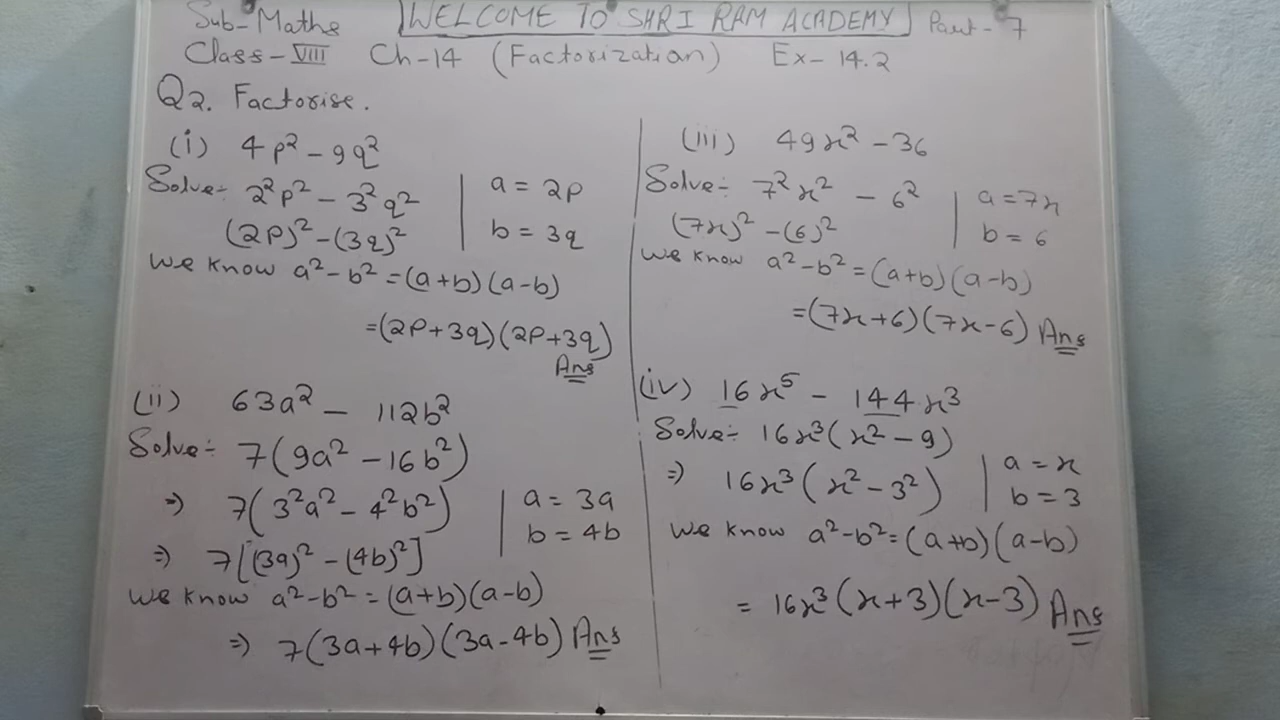 Sub-Maths WELCOME TO SHRI RAM ACADEMY Part-7
Class-VIII Ch-14 (Factorization) Ex-14.2
Q2. Factorise.
(i) 4p² - 9q²
Solve:- 2²p² - 3²q²
(2p)² - (3q)²
a = 2p
b = 3q
We know a² - b² = (a+b)(a-b)
=(2p+3q)(2p+3q)
Ans
(ii) 63a² - 112b²
Solve:- 7(9a² - 16b²)
⇒ 7(3²a² - 4²b²)
⇒ 7[(3a)² - (4b)²]
a = 3a
b = 4b
We know a² - b² = (a+b)(a-b)
⇒ 7(3a+4b)(3a-4b) Ans
(iii) 49x² - 36
Solve:- 7²x² - 6²
(7x)² - (6)²
a = 7x
b = 6
We know a² - b² = (a+b)(a-b)
=(7x+6)(7x-6) Ans
(iv) 16x⁵ - 144x³
Solve:- 16x³(x² - 9)
⇒ 16x³(x² - 3²)
a = x
b = 3
We know a² - b² = (a+b)(a-b)
= 16x³(x+3)(x-3) Ans